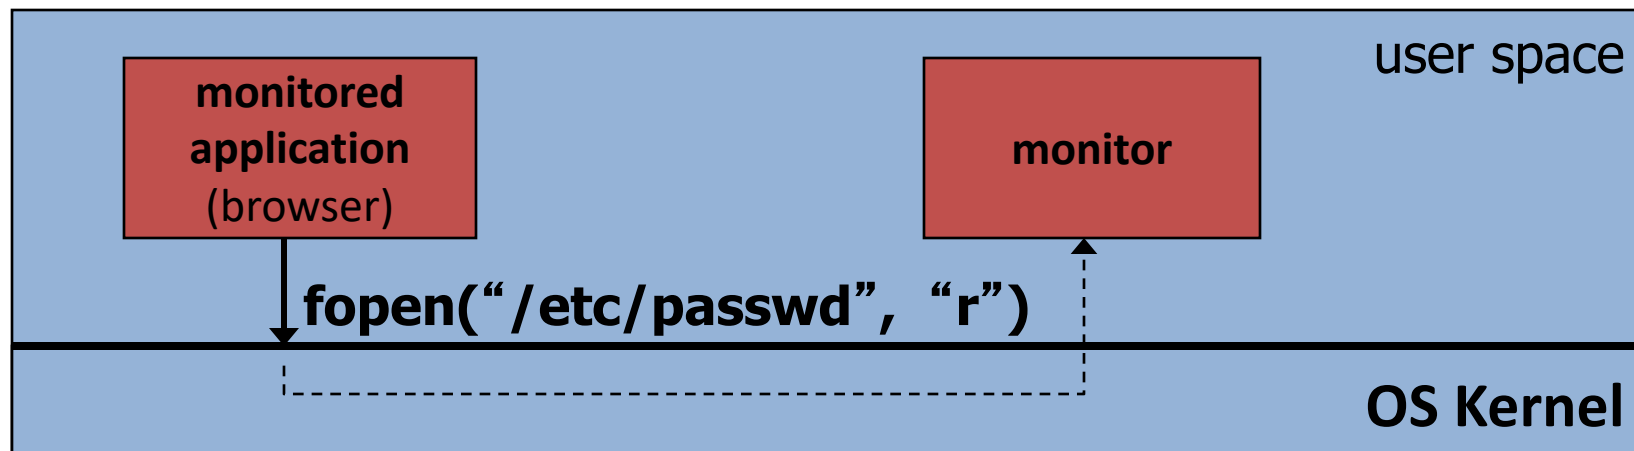 user space
monitored
application
(browser)
monitor
fopen(“/etc/passwd”, “r”)
OS Kernel